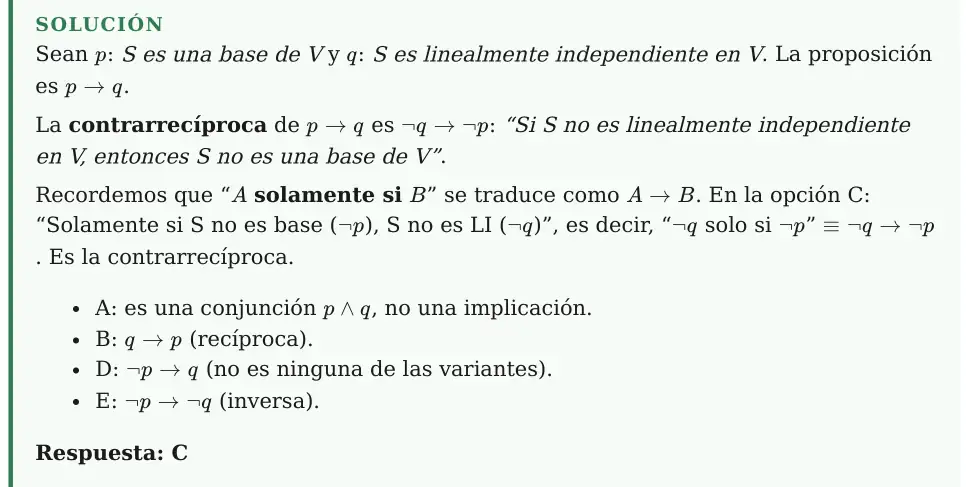 SOLUCIÓN
Sean p: S es una base de V y q: S es linealmente independiente en V. La proposición
es p → q.
La contrarrecíproca de p → q es ¬q → ¬p: “Si S no es linealmente independiente
en V, entonces S no es una base de V”.
Recordemos que “A solamente si B” se traduce como A → B. En la opción C:
“Solamente si S no es base (¬p), S no es LI (¬q)”, es decir, “¬q solo si ¬p” ≡ ¬q → ¬p
. Es la contrarrecíproca.
• A: es una conjunción p ∧ q, no una implicación.
• B: q → p (recíproca).
• D: ¬p → q (no es ninguna de las variantes).
• E: ¬p → ¬q (inversa).
Respuesta: C